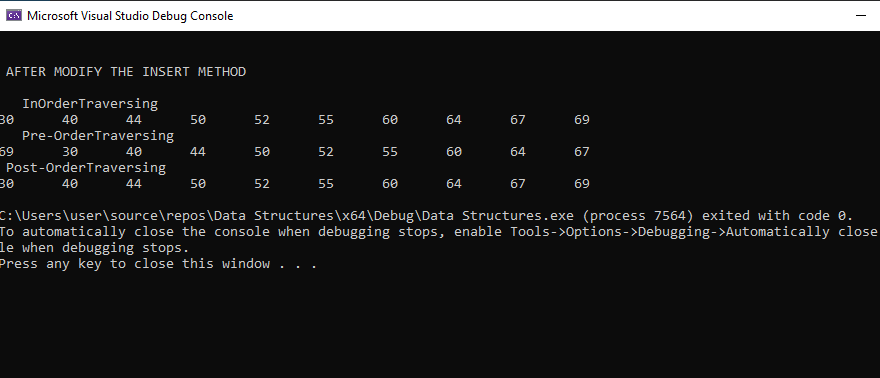 Microsoft Visual Studio Debug Console
AFTER MODIFY THE INSERT METHOD
InOrderTraversing
30 40 44 50 52 55 60 64 67 69
Pre-OrderTraversing
69 30 40 44 50 52 55 60 64 67
Post-OrderTraversing
30 40 44 50 52 55 60 64 67 69
C:\Users\user\source\repos\Data Structures\x64\Debug\Data Structures.exe (process 7564) exited with code 0.
To automatically close the console when debugging stops, enable Tools->Options->Debugging->Automatically close
le when debugging stops.
Press any key to close this window . . .